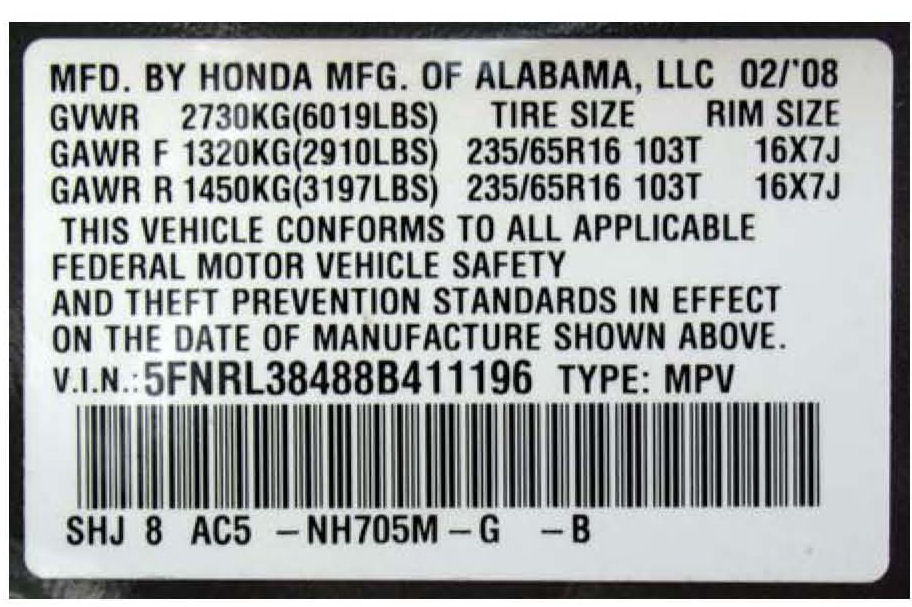 MFD. BY HONDA MFG. OF ALABAMA, LLC 02/'08
GVWR 2730KG(6019LBS) TIRE SIZE RIM SIZE
GAWR F 1320KG(2910LBS) 235/65R16 103T 16X7J
GAWR R 1450KG(3197LBS) 235/65R16 103T 16X7J
THIS VEHICLE CONFORMS TO ALL APPLICABLE
FEDERAL MOTOR VEHICLE SAFETY
AND THEFT PREVENTION STANDARDS IN EFFECT
ON THE DATE OF MANUFACTURE SHOWN ABOVE.
V.I.N.:5FNRL38488B411196 TYPE: MPV
SHJ 8 AC5 –NH705M–G –B